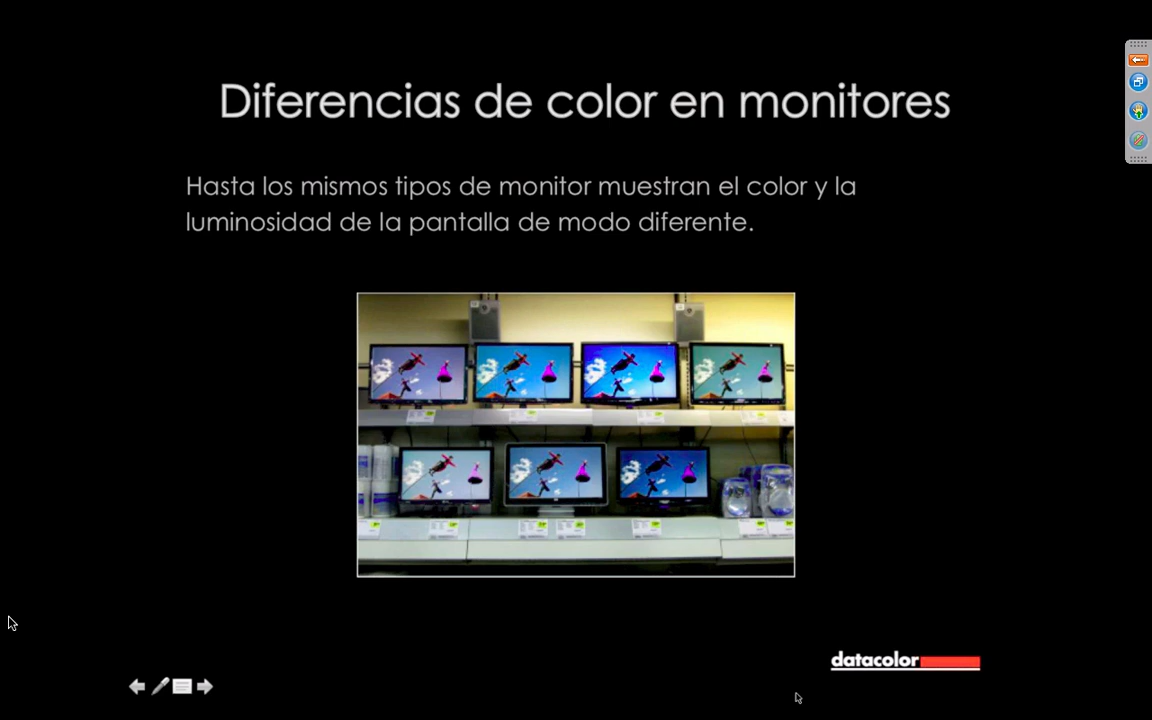 Diferencias de color en monitores
Hasta los mismos tipos de monitor muestran el color y la
luminosidad de la pantalla de modo diferente.
datacolor